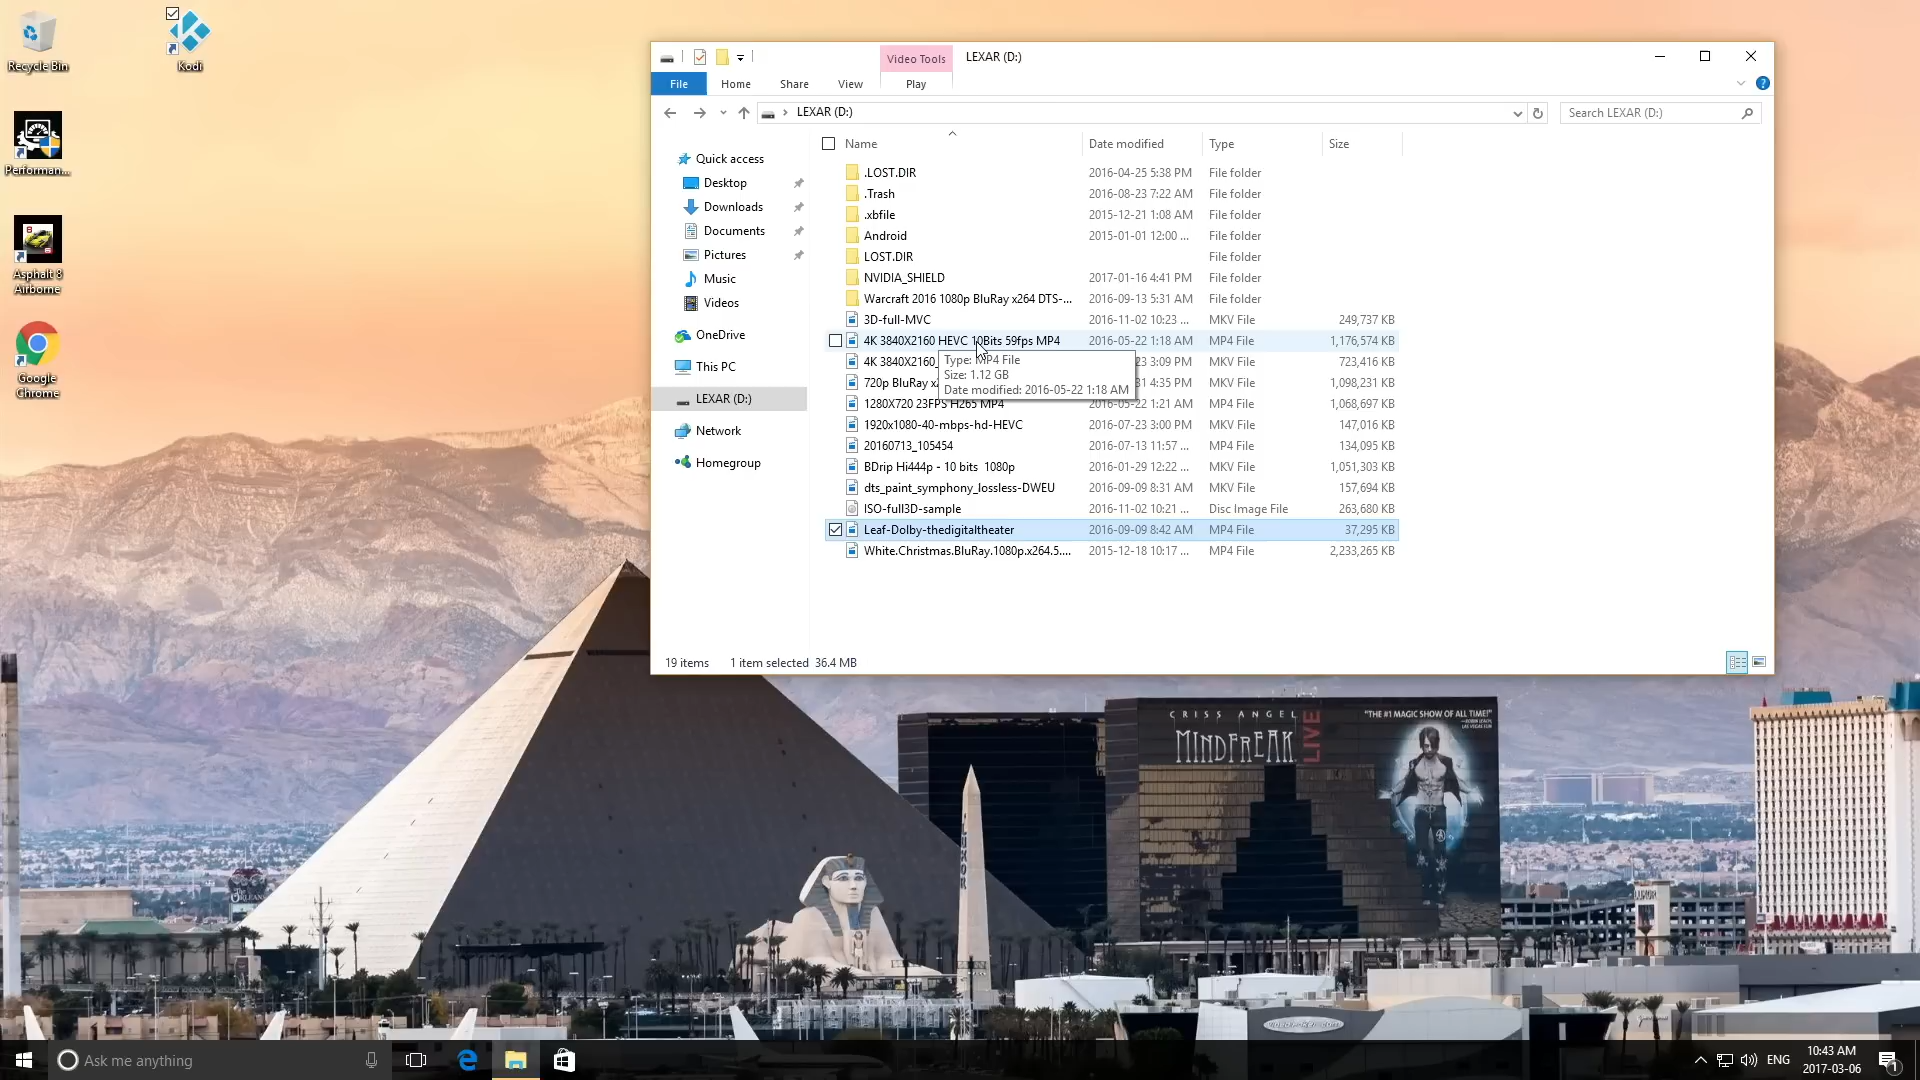 Recycle Bin
Kodi
Performan...
Asphalt 8
Airborne
Google
Chrome
Video Tools
LEXAR (D:)
File
Home
Share
View
Play
LEXAR (D:)
Search LEXAR (D:)
Name
Date modified
Type
Size
Quick access
Desktop
Downloads
Documents
Pictures
Music
Videos
OneDrive
This PC
LEXAR (D:)
Network
Homegroup
.LOST.DIR 2016-04-25 5:38 PM File folder
.Trash 2016-08-23 7:22 AM File folder
.xbfile 2015-12-21 1:08 AM File folder
Android 2015-01-01 12:00 ... File folder
LOST.DIR File folder
NVIDIA_SHIELD 2017-01-16 4:41 PM File folder
Warcraft 2016 1080p BluRay x264 DTS-... 2016-09-13 5:31 AM File folder
3D-full-MVC 2016-11-02 10:23 ... MKV File 249,737 KB
4K 3840X2160 HEVC 10Bits 59fps MP4 2016-05-22 1:18 AM MP4 File 1,176,574 KB
4K 3840X2160_ 23 3:09 PM MKV File 723,416 KB
720p BluRay x 31 4:35 PM MKV File 1,098,231 KB
1280X720 23FPS H265 MP4 2016-05-22 1:21 AM MP4 File 1,068,697 KB
1920x1080-40-mbps-hd-HEVC 2016-07-23 3:00 PM MKV File 147,016 KB
20160713_105454 2016-07-13 11:57 ... MP4 File 134,095 KB
BDrip Hi444p - 10 bits 1080p 2016-01-29 12:22 ... MKV File 1,051,303 KB
dts_paint_symphony_lossless-DWEU 2016-09-09 8:31 AM MKV File 157,694 KB
ISO-full3D-sample 2016-11-02 10:21 ... Disc Image File 263,680 KB
Leaf-Dolby-thedigitaltheater 2016-09-09 8:42 AM MP4 File 37,295 KB
White.Christmas.BluRay.1080p.x264.5.... 2015-12-18 10:17 ... MP4 File 2,233,265 KB
Type: MP4 File
Size: 1.12 GB
Date modified: 2016-05-22 1:18 AM
19 items 1 item selected 36.4 MB
CRISS ANGEL
MINDFREAK
LIVE
"THE #1 MAGIC SHOW OF ALL TIME!"
LUXOR
Ask me anything
ENG
10:43 AM
2017-03-06
1